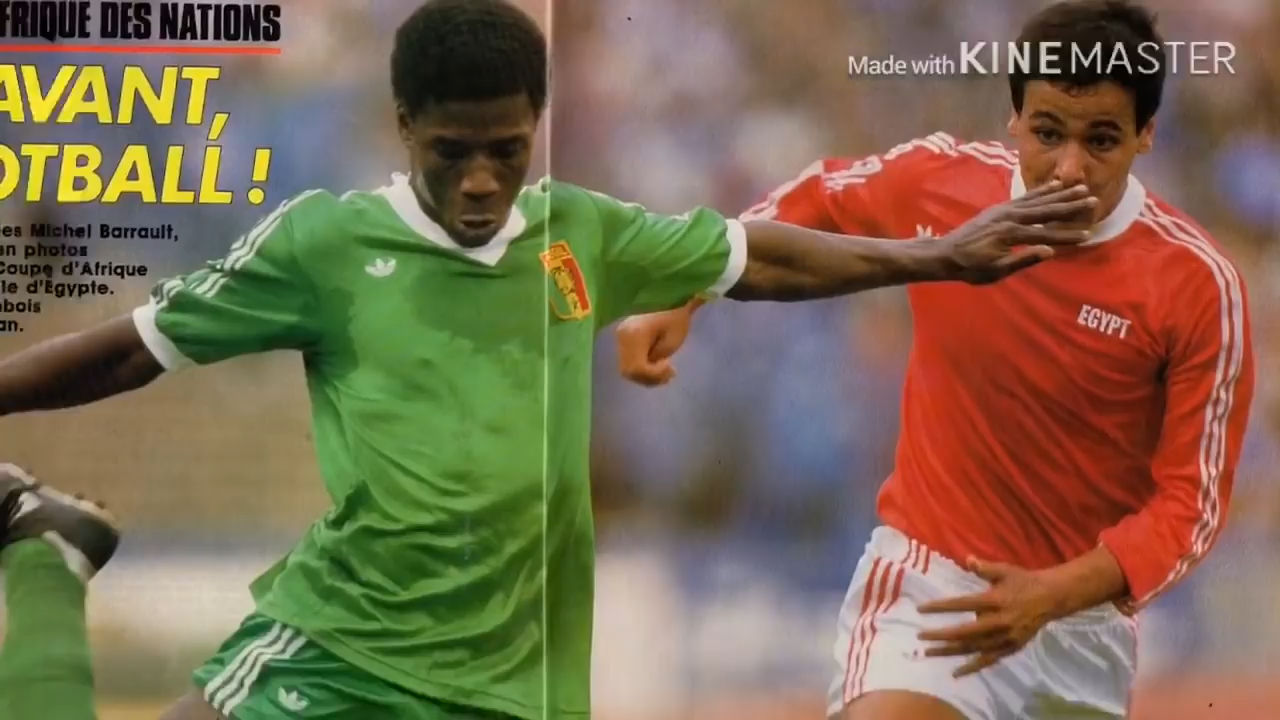 FRIQUE DES NATIONS
AVANT,
OTBALL !
es Michel Barrault,
en photos
Coupe d'Afrique
le d'Egypte.
bois
an.
Made with KINEMASTER
EGYPT